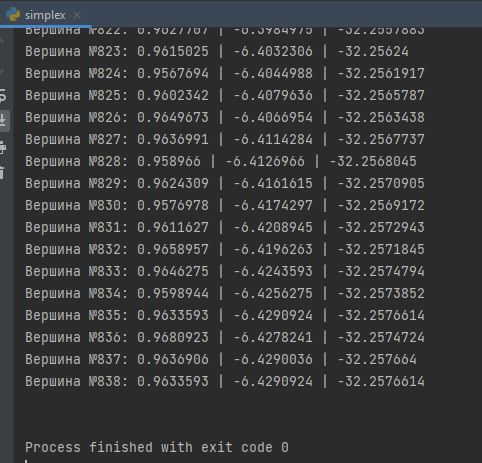 simplex
Вершина №822: 0.9627707 | -6.3984975 | -32.2557883
Вершина №823: 0.9615025 | -6.4032306 | -32.25624
Вершина №824: 0.9567694 | -6.4044988 | -32.2561917
Вершина №825: 0.9602342 | -6.4079636 | -32.2565787
Вершина №826: 0.9649673 | -6.4066954 | -32.2563438
Вершина №827: 0.9636991 | -6.4114284 | -32.2567737
Вершина №828: 0.958966 | -6.4126966 | -32.2568045
Вершина №829: 0.9624309 | -6.4161615 | -32.2570905
Вершина №830: 0.9576978 | -6.4174297 | -32.2569172
Вершина №831: 0.9611627 | -6.4208945 | -32.2572943
Вершина №832: 0.9658957 | -6.4196263 | -32.2571845
Вершина №833: 0.9646275 | -6.4243593 | -32.2574794
Вершина №834: 0.9598944 | -6.4256275 | -32.2573852
Вершина №835: 0.9633593 | -6.4290924 | -32.2576614
Вершина №836: 0.9680923 | -6.4278241 | -32.2574724
Вершина №837: 0.9636906 | -6.4290036 | -32.257664
Вершина №838: 0.9633593 | -6.4290924 | -32.2576614
Process finished with exit code 0